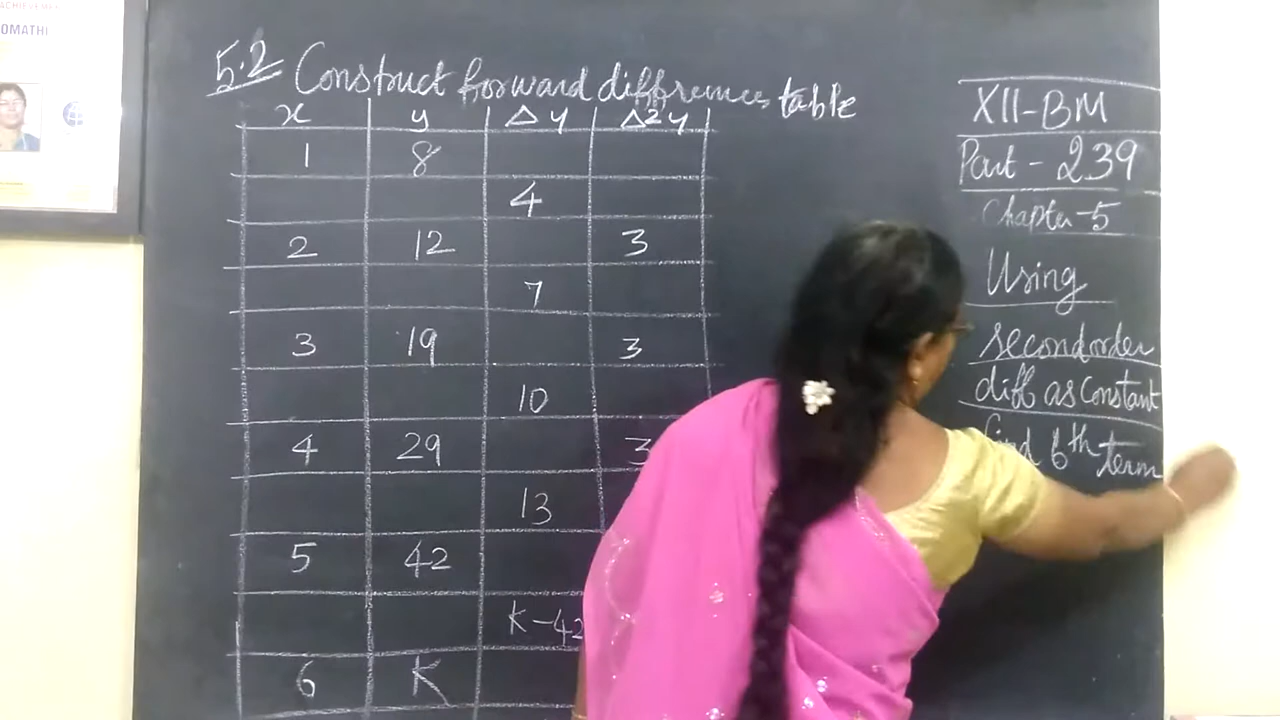 ACHIEVEME
OMATHI
5.2 Construct forward differences table
x y Δy Δ2y
1 8
4
2 12 3
7
3 19 3
10
4 29 3
13
5 42
K-42
6 K
XII-BM
Part - 239
Chapter-5
Using
secondorder
diff as Constant
find 6th term